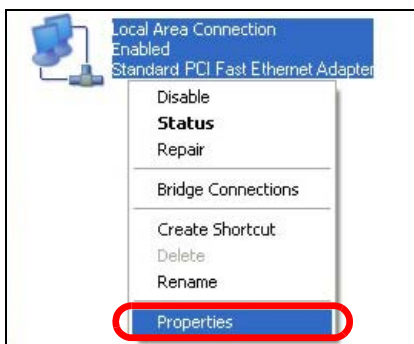 Local Area Connection
Enabled
Standard PCI Fast Ethernet Adapter
Disable
Status
Repair
Bridge Connections
Create Shortcut
Delete
Rename
Properties